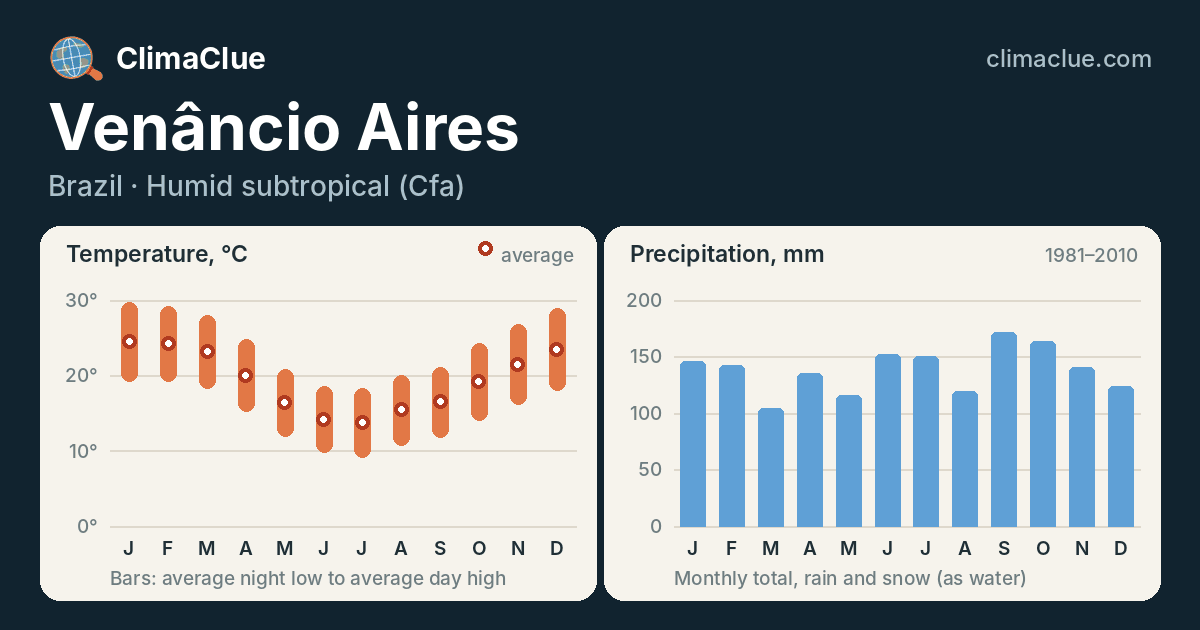 ClimaClue
climaclue.com
Venâncio Aires
Brazil · Humid subtropical (Cfa)
Temperature, °C
average
30°
20°
10°
0°
J F M A M J J A S O N D
Bars: average night low to average day high
Precipitation, mm
1981–2010
200
150
100
50
0
J F M A M J J A S O N D
Monthly total, rain and snow (as water)